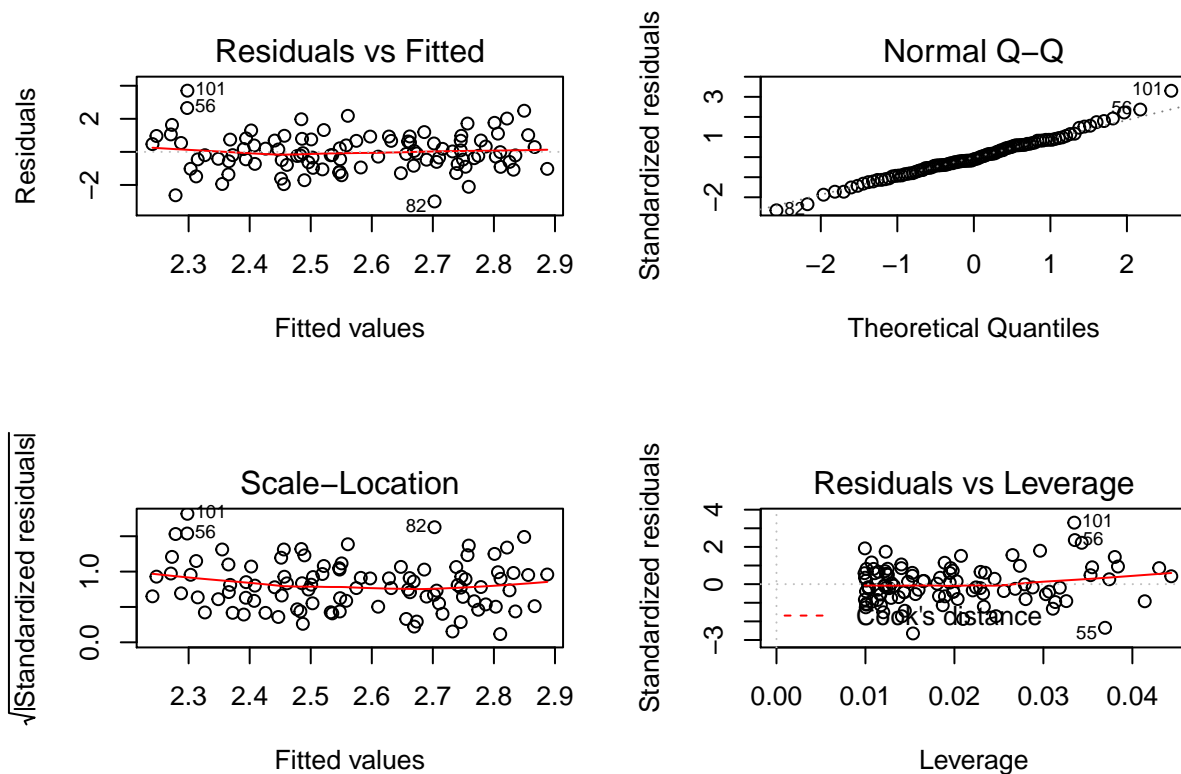 Residuals vs Fitted
Residuals
2
−2
101
56
82
2.3 2.4 2.5 2.6 2.7 2.8 2.9
Fitted values
Normal Q−Q
Standardized residuals
3
1
−2
101
56
82
−2 −1 0 1 2
Theoretical Quantiles
Scale−Location
√|Standardized residuals|
1.0
0.0
101
56
82
2.3 2.4 2.5 2.6 2.7 2.8 2.9
Fitted values
Residuals vs Leverage
Standardized residuals
4
2
0
−3
101
56
55
Cook's distance
0.00 0.01 0.02 0.03 0.04
Leverage